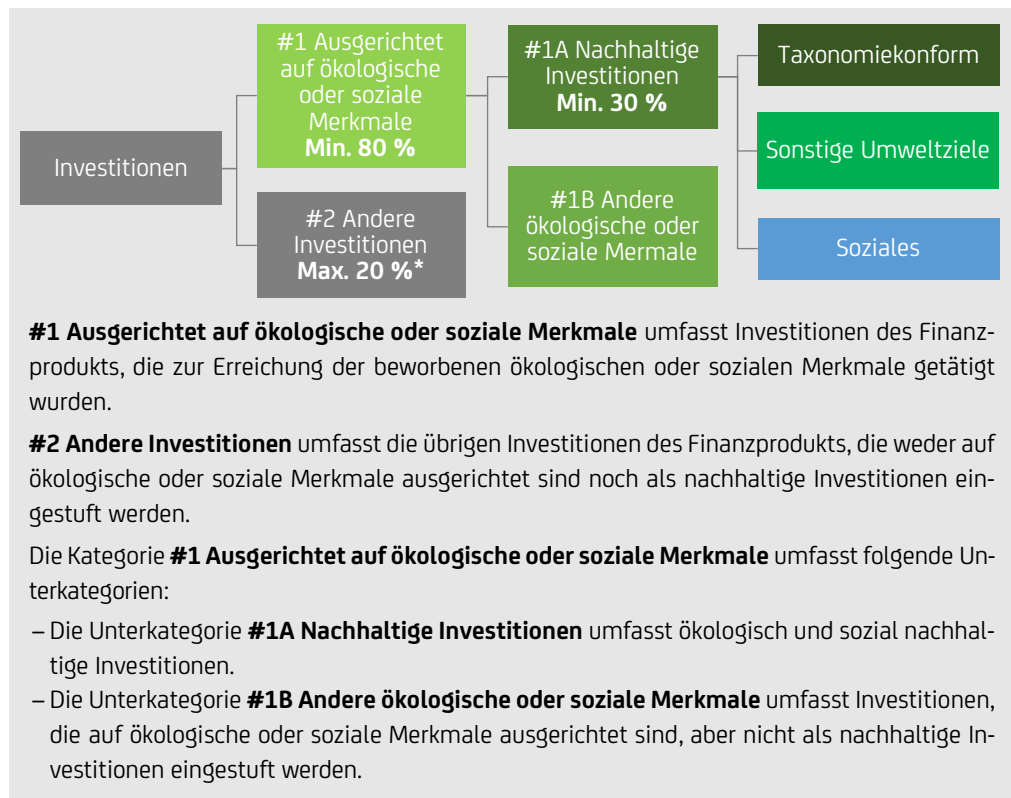 #1 Ausgerichtet
auf ökologische
oder soziale
Merkmale
Min. 80 %
#1A Nachhaltige
Investitionen
Min. 30 %
Taxonomiekonform
Sonstige Umweltziele
Investitionen
#2 Andere
Investitionen
Max. 20 %*
#1B Andere
ökologische oder
soziale Mermale
Soziales
#1 Ausgerichtet auf ökologische oder soziale Merkmale umfasst Investitionen des Finanz-
produkts, die zur Erreichung der beworbenen ökologischen oder sozialen Merkmale getätigt
wurden.
#2 Andere Investitionen umfasst die übrigen Investitionen des Finanzprodukts, die weder auf
ökologische oder soziale Merkmale ausgerichtet sind noch als nachhaltige Investitionen ein-
gestuft werden.
Die Kategorie #1 Ausgerichtet auf ökologische oder soziale Merkmale umfasst folgende Un-
terkategorien:
– Die Unterkategorie #1A Nachhaltige Investitionen umfasst ökologisch und sozial nachhal-
tige Investitionen.
– Die Unterkategorie #1B Andere ökologische oder soziale Merkmale umfasst Investitionen,
die auf ökologische oder soziale Merkmale ausgerichtet sind, aber nicht als nachhaltige In-
vestitionen eingestuft werden.